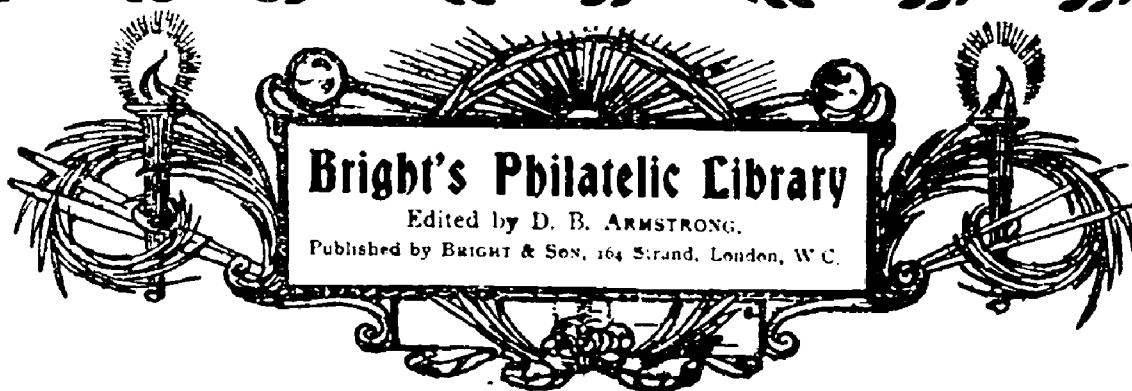 Bright's Philatelic Library
Edited by D. B. ARMSTRONG.
Published by BRIGHT & SON, 164 Strand, London, W.C.